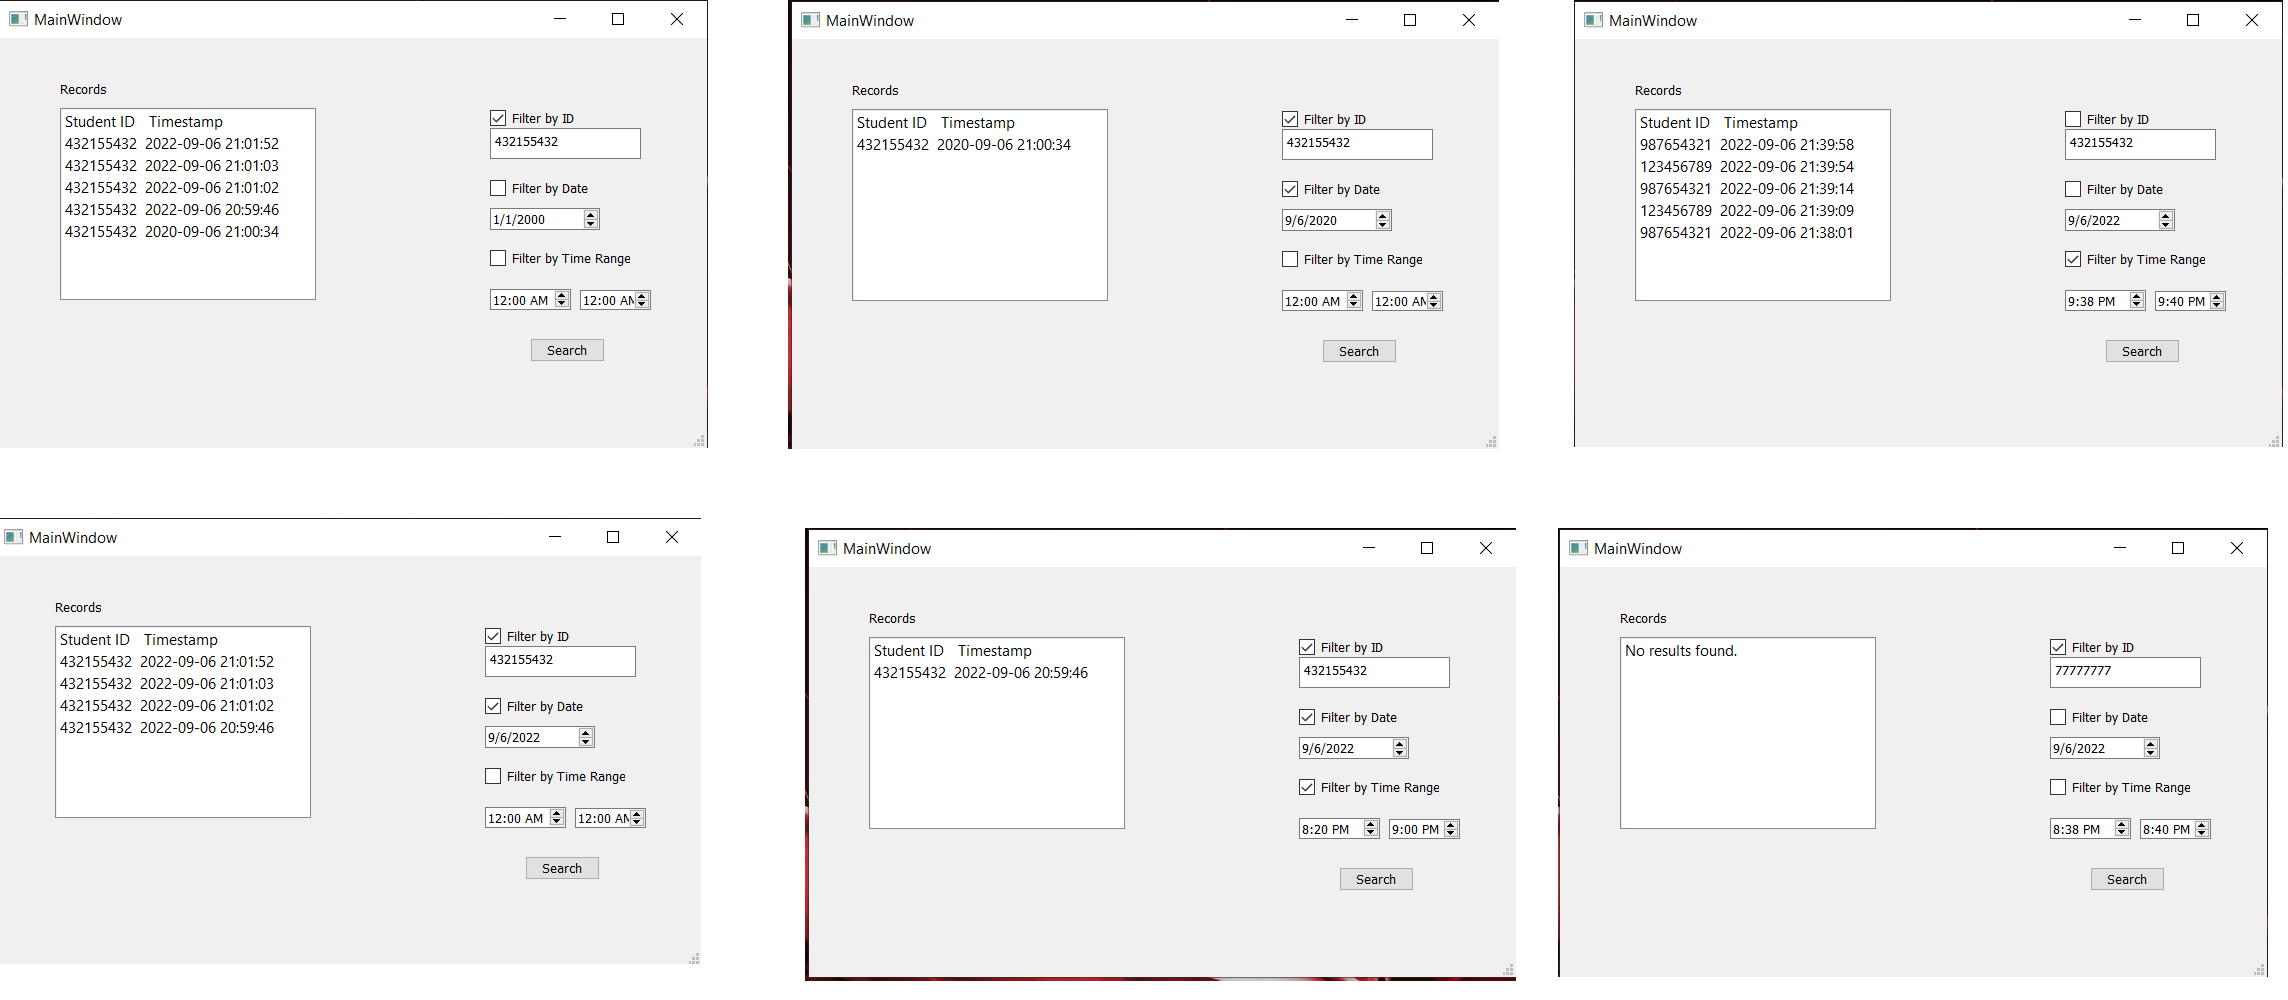 MainWindow
Records
Student ID Timestamp
432155432 2022-09-06 21:01:52
432155432 2022-09-06 21:01:03
432155432 2022-09-06 21:01:02
432155432 2022-09-06 20:59:46
432155432 2020-09-06 21:00:34
Filter by ID
432155432
Filter by Date
1/1/2000
Filter by Time Range
12:00 AM 12:00 AM
Search
MainWindow
Records
Student ID Timestamp
432155432 2020-09-06 21:00:34
Filter by ID
432155432
Filter by Date
9/6/2020
Filter by Time Range
12:00 AM 12:00 AM
Search
MainWindow
Records
Student ID Timestamp
987654321 2022-09-06 21:39:58
123456789 2022-09-06 21:39:54
987654321 2022-09-06 21:39:14
123456789 2022-09-06 21:39:09
987654321 2022-09-06 21:38:01
Filter by ID
432155432
Filter by Date
9/6/2022
Filter by Time Range
9:38 PM 9:40 PM
Search
MainWindow
Records
Student ID Timestamp
432155432 2022-09-06 21:01:52
432155432 2022-09-06 21:01:03
432155432 2022-09-06 21:01:02
432155432 2022-09-06 20:59:46
Filter by ID
432155432
Filter by Date
9/6/2022
Filter by Time Range
12:00 AM 12:00 AM
Search
MainWindow
Records
Student ID Timestamp
432155432 2022-09-06 20:59:46
Filter by ID
432155432
Filter by Date
9/6/2022
Filter by Time Range
8:20 PM 9:00 PM
Search
MainWindow
Records
No results found.
Filter by ID
77777777
Filter by Date
9/6/2022
Filter by Time Range
8:38 PM 8:40 PM
Search